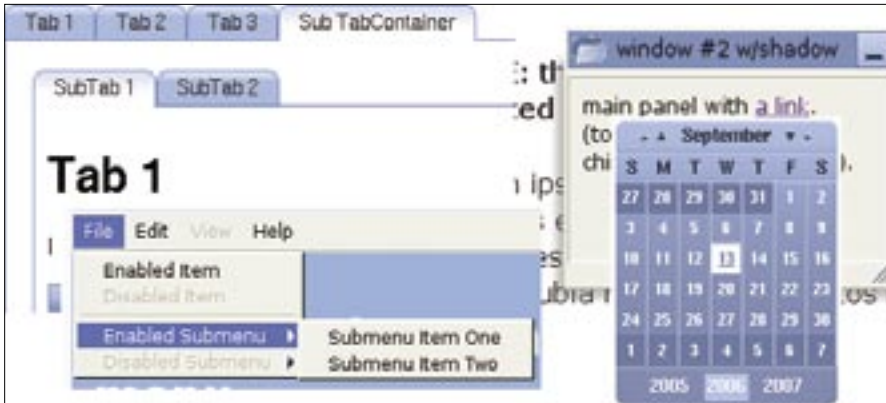 Tab 1 Tab 2 Tab 3 Sub TabContainer
SubTab 1 SubTab 2
Tab 1
File Edit View Help
Enabled Item
Disabled Item
Enabled Submenu
Disabled Submenu
Submenu Item One
Submenu Item Two
window #2 w/shadow
main panel with a link.
(to
chi
September
S M T W T F S
27 28 29 30 31 1 2
3 4 5 6 7 8 9
10 11 12 13 14 15 16
17 18 19 20 21 22 23
24 25 26 27 28 29 30
1 2 3 4 5 6 7
2005 2006 2007